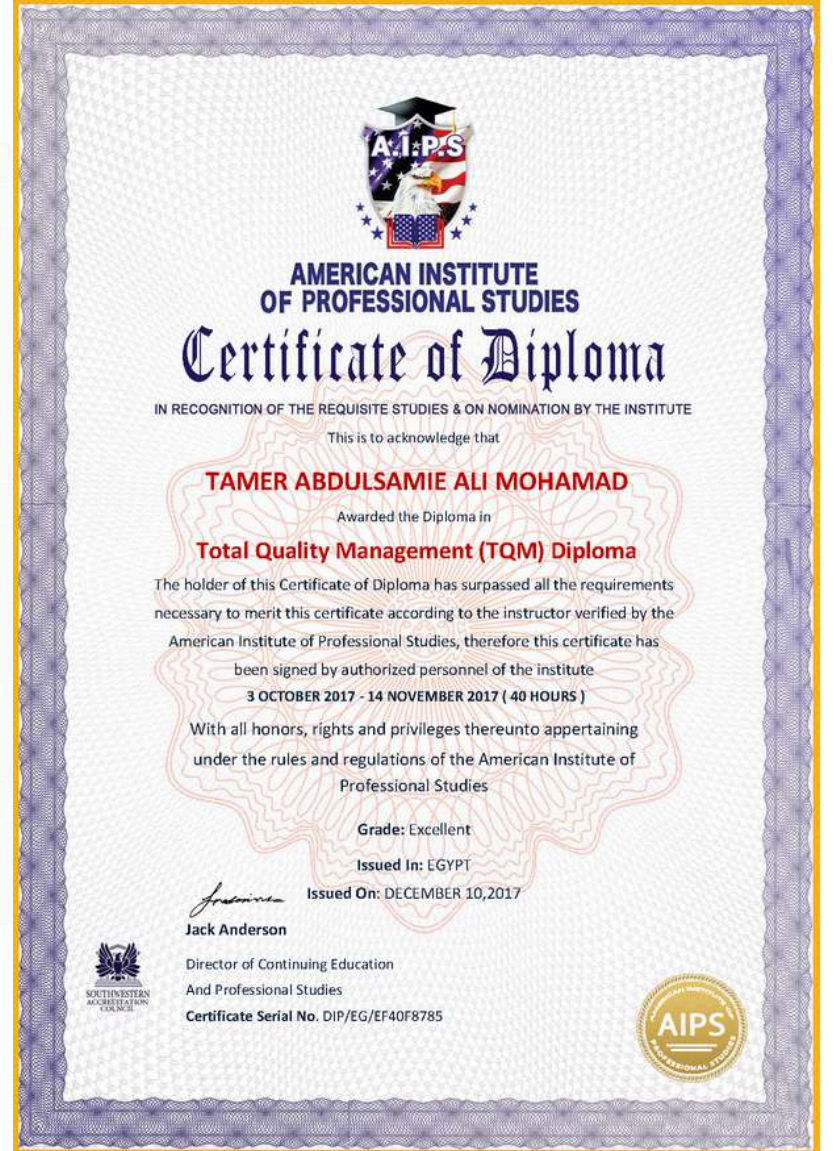 A.I.P.S
AMERICAN INSTITUTE
OF PROFESSIONAL STUDIES
Certificate of Diploma
IN RECOGNITION OF THE REQUISITE STUDIES & ON NOMINATION BY THE INSTITUTE
This is to acknowledge that
TAMER ABDULSAMIE ALI MOHAMAD
Awarded the Diploma in
Total Quality Management (TQM) Diploma
The holder of this Certificate of Diploma has surpassed all the requirements
necessary to merit this certificate according to the instructor verified by the
American Institute of Professional Studies, therefore this certificate has
been signed by authorized personnel of the institute
3 OCTOBER 2017 - 14 NOVEMBER 2017 ( 40 HOURS )
With all honors, rights and privileges thereunto appertaining
under the rules and regulations of the American Institute of
Professional Studies
Grade: Excellent
Issued In: EGYPT
Issued On: DECEMBER 10,2017
Jack Anderson
Director of Continuing Education
And Professional Studies
Certificate Serial No. DIP/EG/EF40F8785
SOUTHWESTERN
ACCREDITATION
COUNCIL
AMERICAN INSTITUTE OF
AIPS
PROFESSIONAL STUDIES